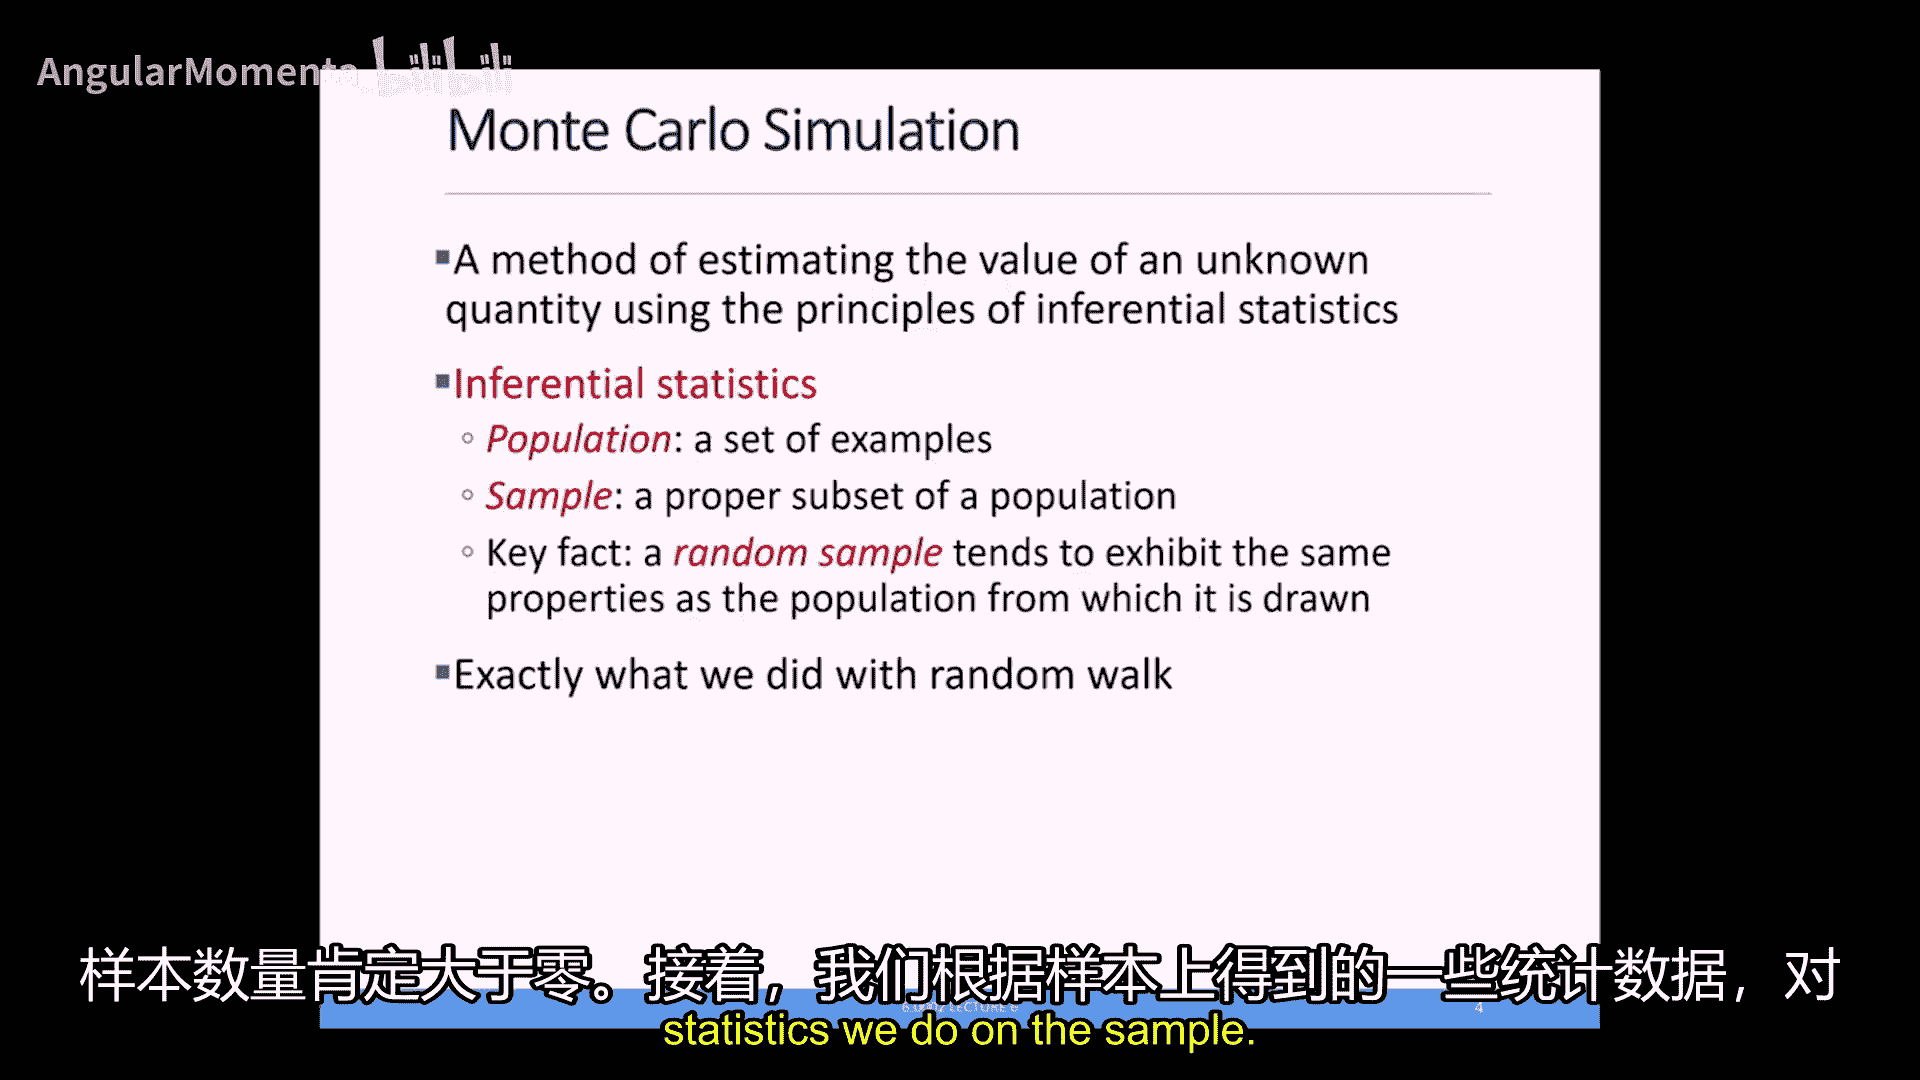 AngularMomenta bilibili
Monte Carlo Simulation
▪A method of estimating the value of an unknown
quantity using the principles of inferential statistics
▪Inferential statistics
◦ Population: a set of examples
◦ Sample: a proper subset of a population
◦ Key fact: a random sample tends to exhibit the same
properties as the population from which it is drawn
▪Exactly what we did with random walk
样本数量肯定大于零。接着，我们根据样本上得到的一些统计数据，对
4
statistics we do on the sample.